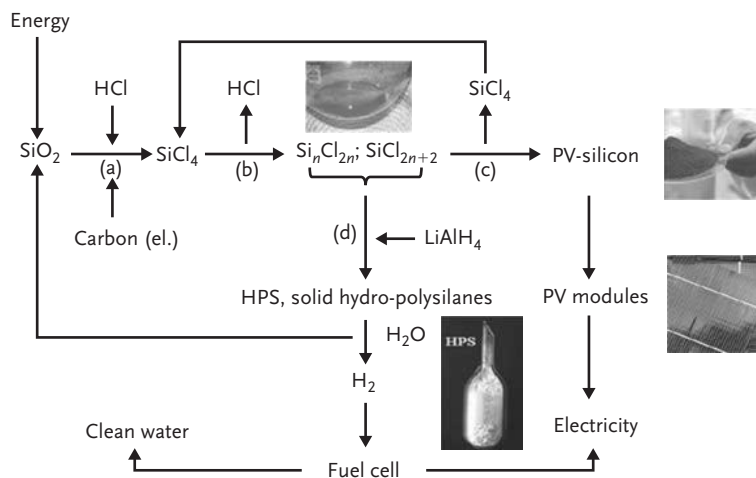 Energy
HCl
HCl
SiCl₄
SiO₂
(a)
SiCl₄
(b)
SiₙCl₂ₙ; SiCl₂ₙ₊₂
(c)
PV-silicon
Carbon (el.)
(d)
LiAlH₄
HPS, solid hydro-polysilanes
PV modules
H₂O
HPS
H₂
Clean water
Electricity
Fuel cell